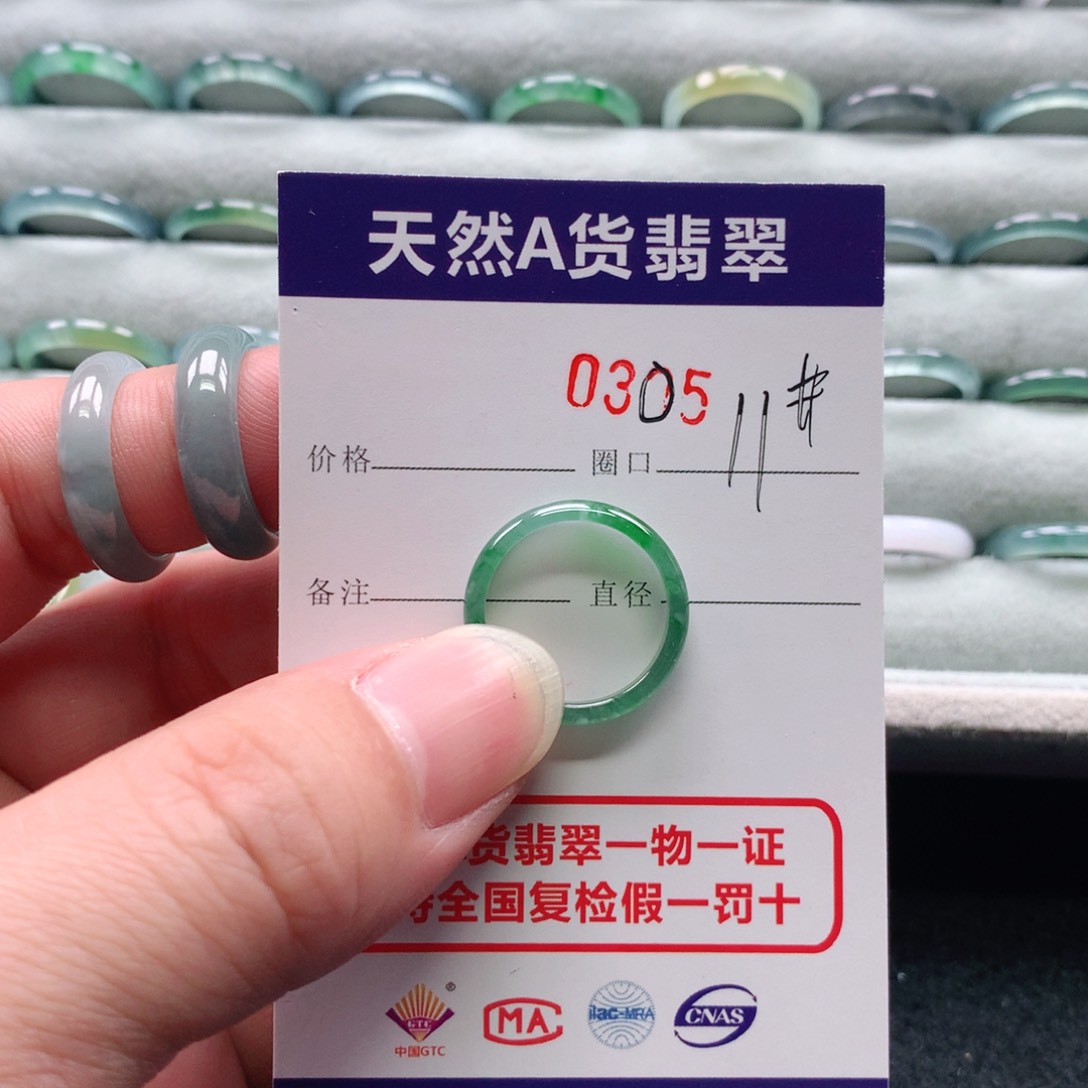 天然A货翡翠
0305
11#
价格 圈口
备注 直径
货翡翠一物一证
全国复检假一罚十
GTC ® MA ilac-MRA CNAS
中国GTC